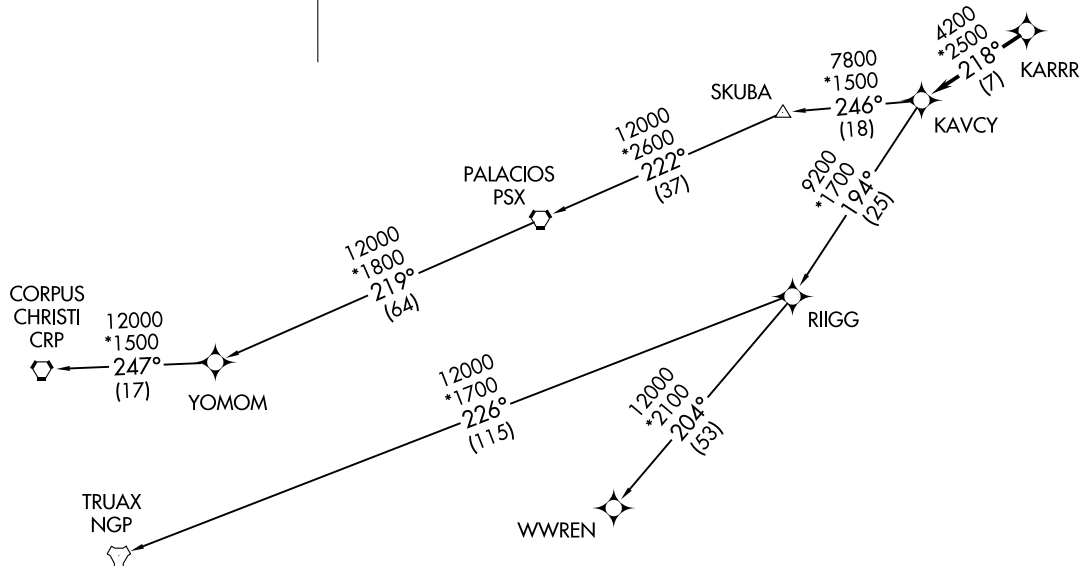 4200
*2500
218°
(7)
KARRR
7800
*1500
246°
(18)
SKUBA
KAVCY
12000
*2600
222°
(37)
PALACIOS
PSX
9200
*1700
194°
(25)
12000
*1800
219°
(64)
CORPUS
CHRISTI
CRP
12000
*1500
247°
(17)
YOMOM
RIIGG
12000
*1700
226°
(115)
12000
*2100
204°
(53)
TRUAX
NGP
WWREN